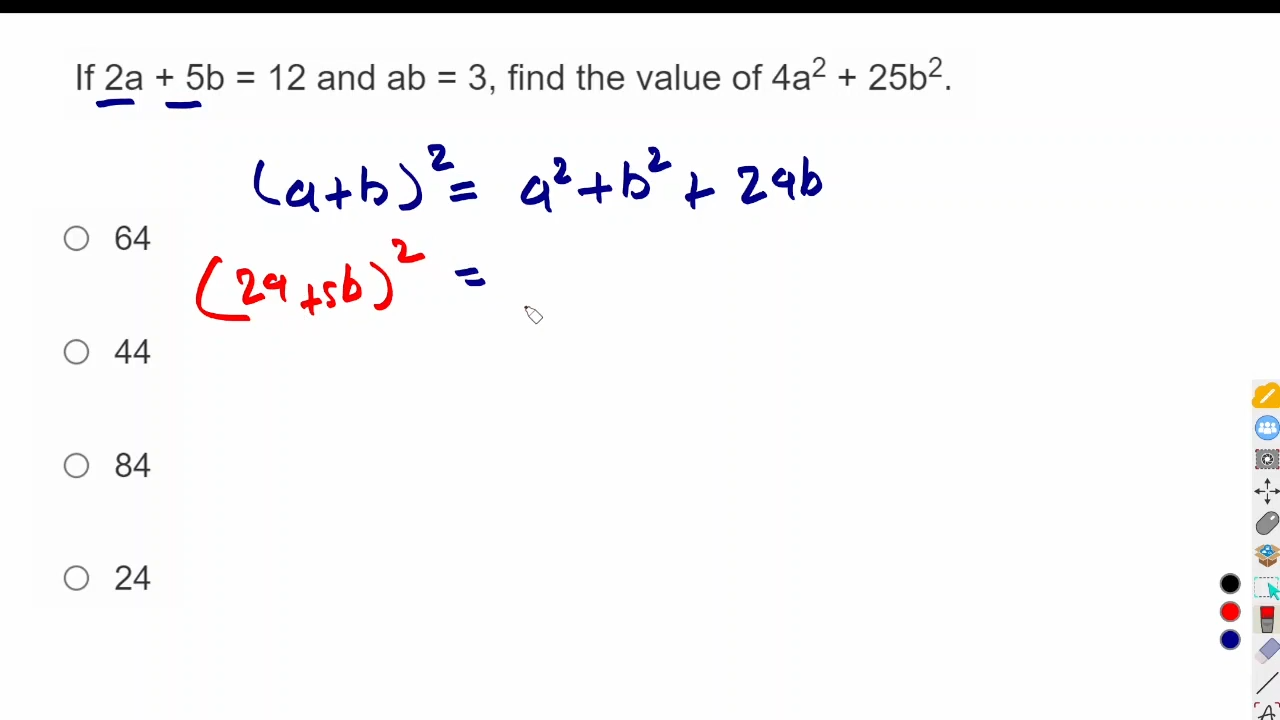 If 2a + 5b = 12 and ab = 3, find the value of 4a² + 25b².
(a+b)² = a² + b² + 2ab
64
(2a+5b)² =
44
84
24
A